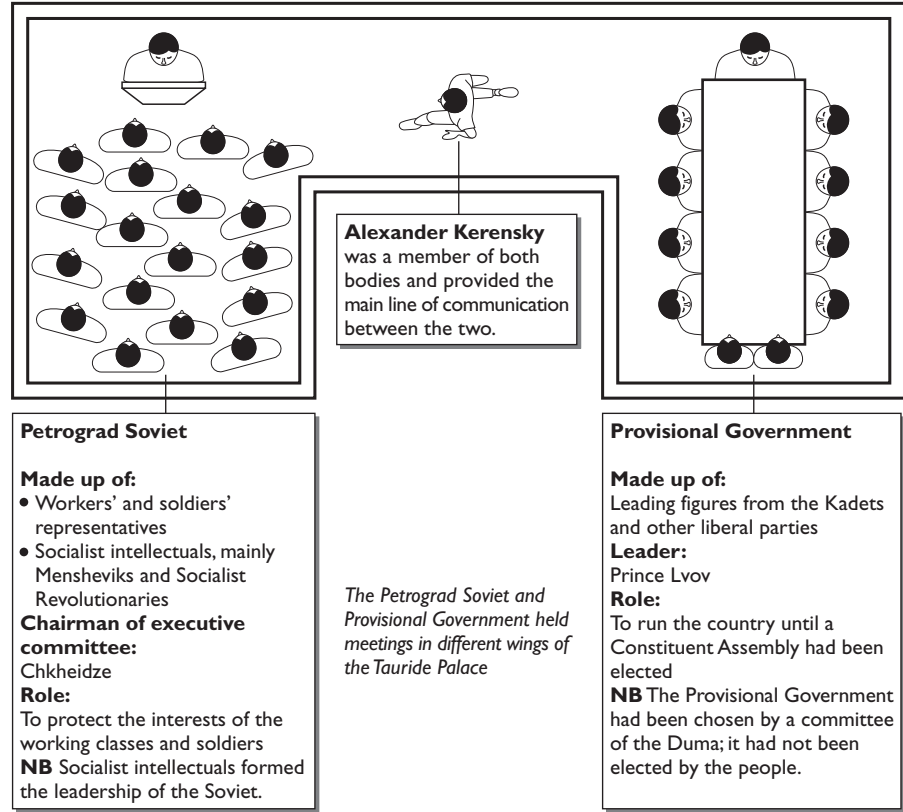 Alexander Kerensky
was a member of both
bodies and provided the
main line of communication
between the two.
Petrograd Soviet
Made up of:
• Workers' and soldiers'
representatives
• Socialist intellectuals, mainly
Mensheviks and Socialist
Revolutionaries
Chairman of executive
committee:
Chkheidze
Role:
To protect the interests of the
working classes and soldiers
NB Socialist intellectuals formed
the leadership of the Soviet.
The Petrograd Soviet and
Provisional Government held
meetings in different wings of
the Tauride Palace
Provisional Government
Made up of:
Leading figures from the Kadets
and other liberal parties
Leader:
Prince Lvov
Role:
To run the country until a
Constituent Assembly had been
elected
NB The Provisional Government
had been chosen by a committee
of the Duma; it had not been
elected by the people.